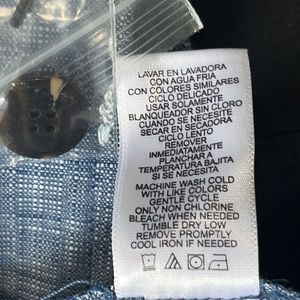 LAVAR EN LAVADORA
CON AGUA FRIA
CON COLORES SIMILARES
CICLO DELICADO
USAR SOLAMENTE
BLANQUEADOR SIN CLORO
CUANDO SE NECESITE
SECAR EN SECADORA
CICLO LENTO
REMOVER
INMEDIATAMENTE
PLANCHAR A
TEMPERATURA BAJITA
SI SE NECESITA
MACHINE WASH COLD
WITH LIKE COLORS
GENTLE CYCLE
ONLY NON CHLORINE
BLEACH WHEN NEEDED
TUMBLE DRY LOW
REMOVE PROMPTLY
COOL IRON IF NEEDED